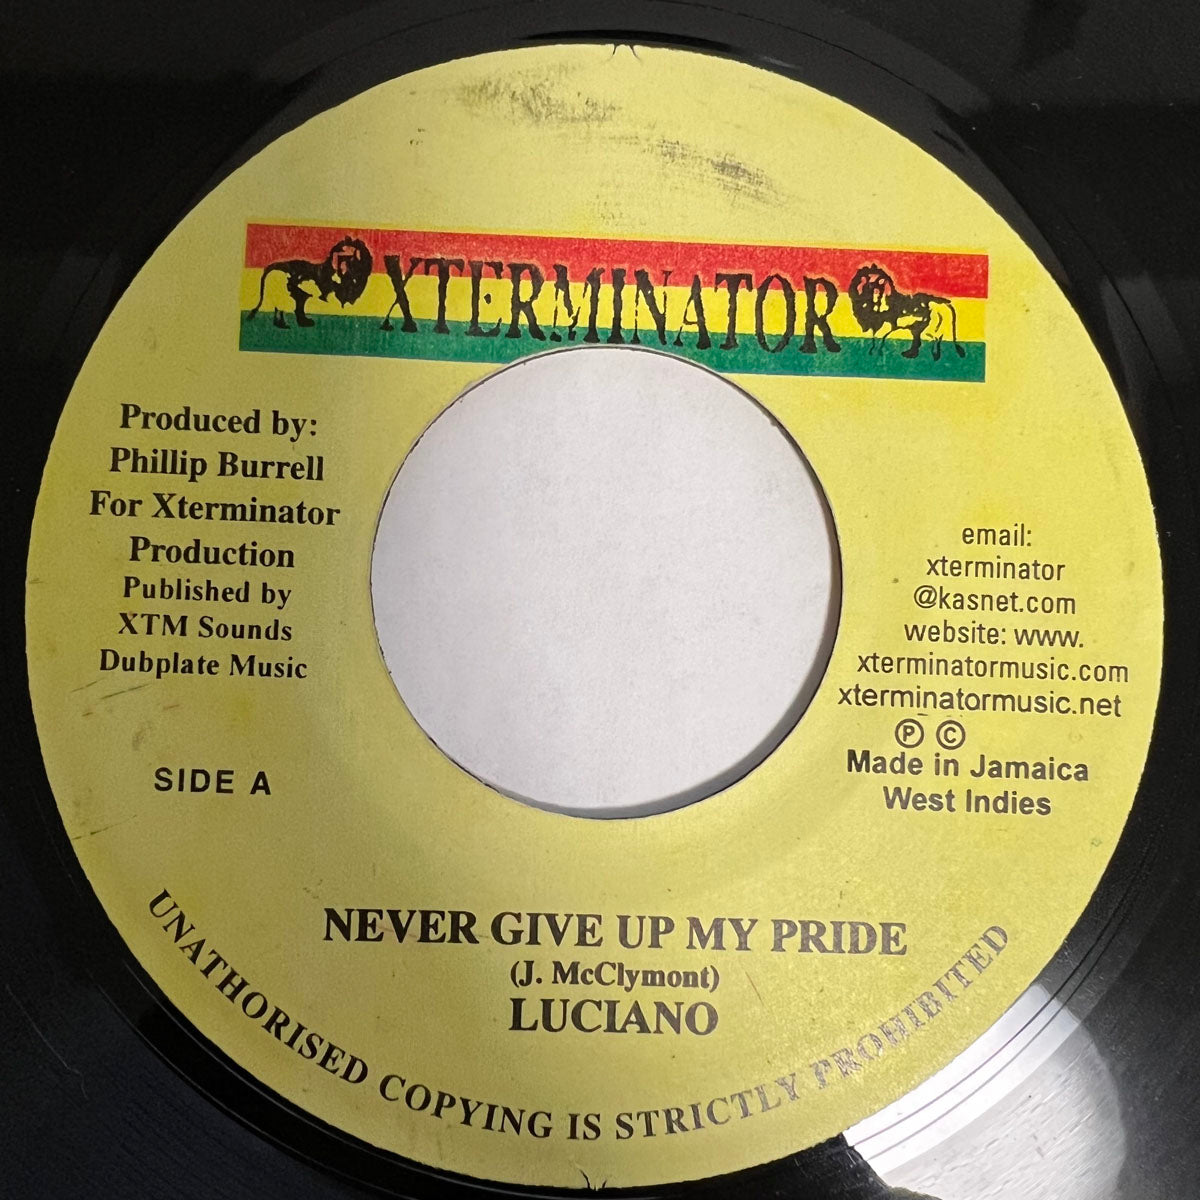 XTERMINATOR
Produced by:
Phillip Burrell
For Xterminator
Production
Published by
XTM Sounds
Dubplate Music
SIDE A
email:
xterminator
@kasnet.com
website: www.
xterminatormusic.com
xterminatormusic.net
Ⓟ ©
Made in Jamaica
West Indies
NEVER GIVE UP MY PRIDE
(J. McClymont)
LUCIANO
UNATHORISED COPYING IS STRICTLY PROHIBITED